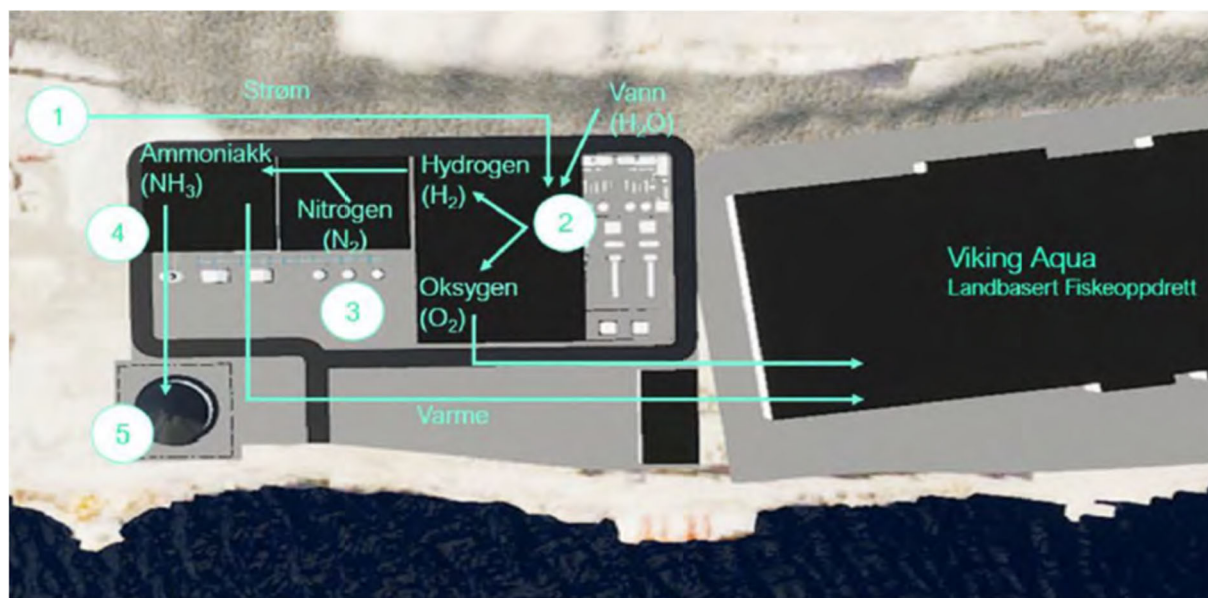 Strøm
Vann
(H₂O)
1
Ammoniakk
(NH₃)
Hydrogen
(H₂)
Nitrogen
(N₂)
2
4
Viking Aqua
Landbasert Fiskeoppdrett
Oksygen
(O₂)
3
Varme
5